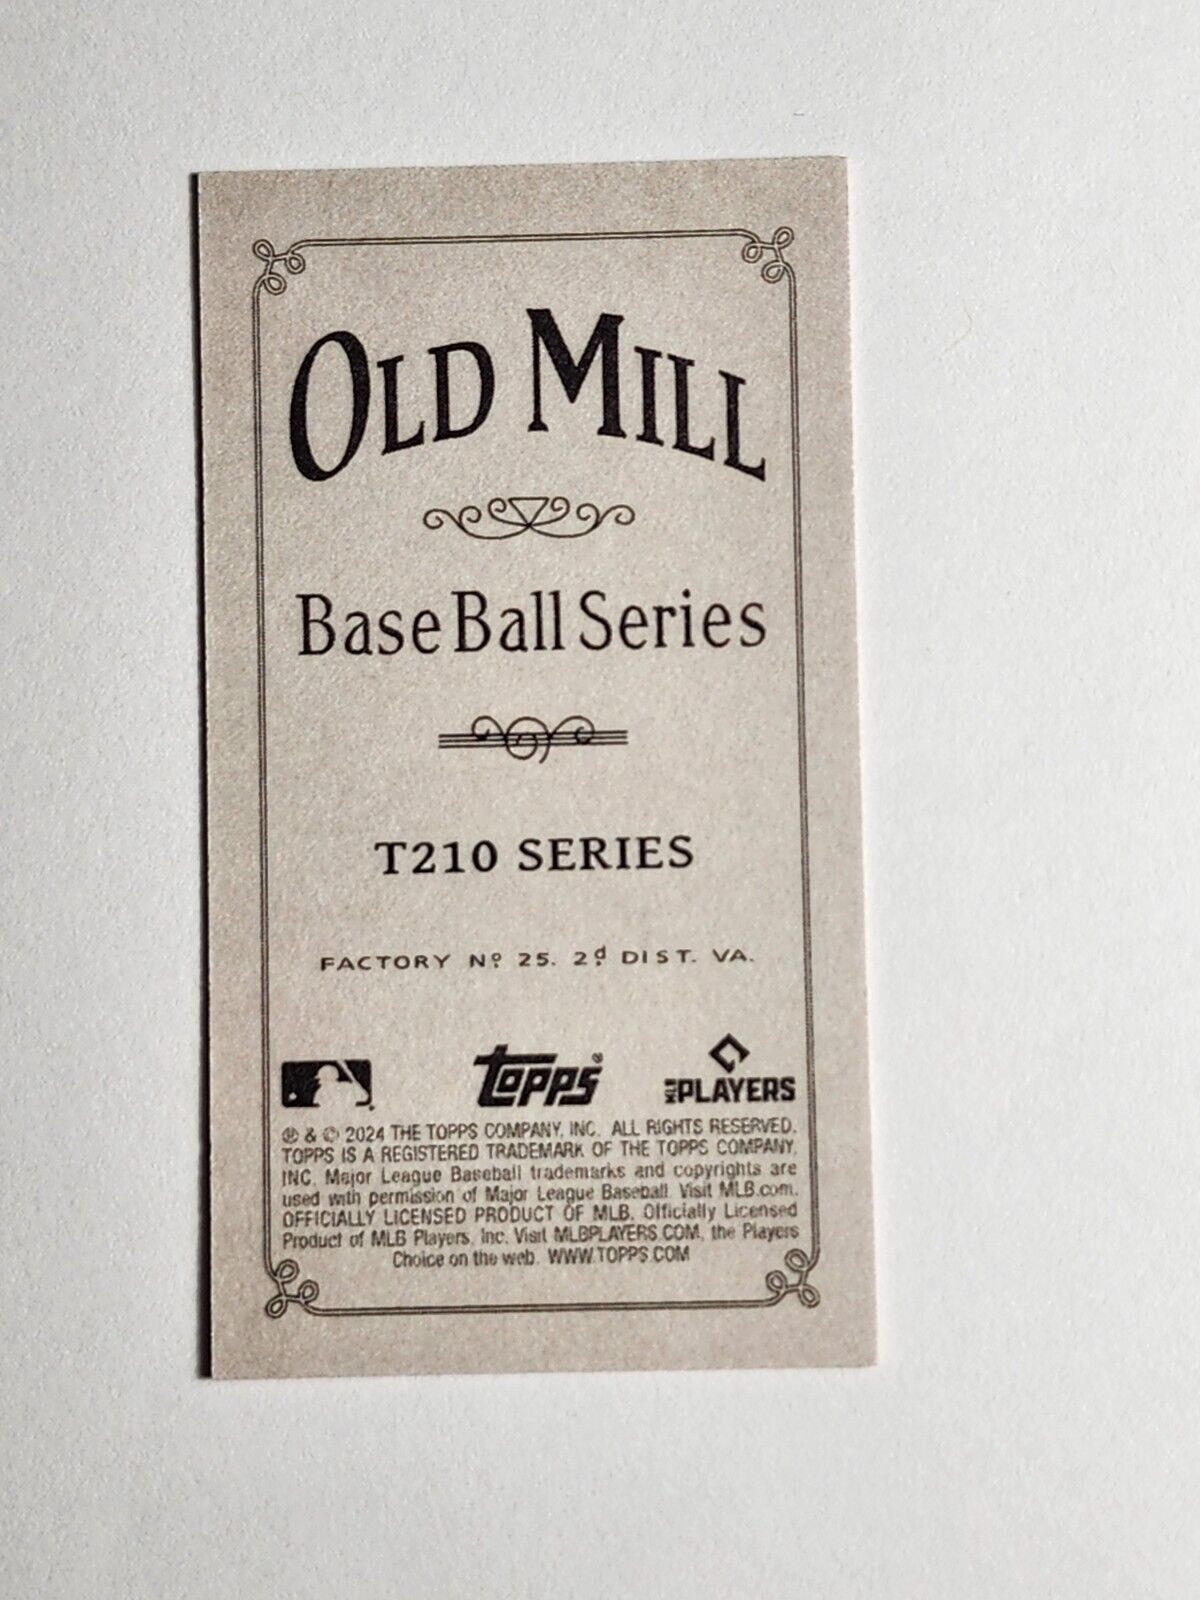 OLD MILL
Base Ball Series
T210 SERIES
FACTORY Nº 25. 2d DIST. VA.
topps
MLB PLAYERS
℗ & © 2024 THE TOPPS COMPANY, INC. ALL RIGHTS RESERVED.
TOPPS IS A REGISTERED TRADEMARK OF THE TOPPS COMPANY,
INC. Major League Baseball trademarks and copyrights are
used with permission of Major League Baseball. Visit MLB.com.
OFFICIALLY LICENSED PRODUCT OF MLB. Officially Licensed
Product of MLB Players, Inc. Visit MLBPLAYERS.COM, the Players
Choice on the web. WWW.TOPPS.COM